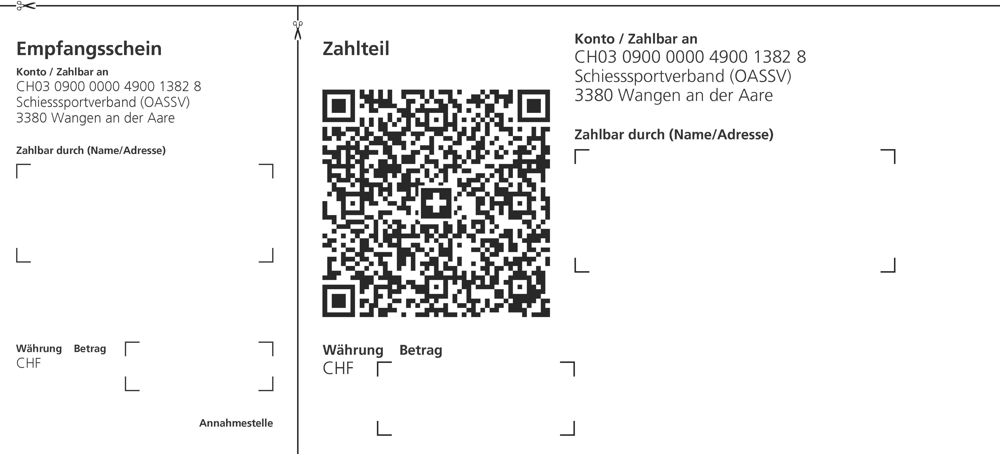 Empfangsschein
Konto / Zahlbar an
CH03 0900 0000 4900 1382 8
Schiesssportverband (OASSV)
3380 Wangen an der Aare
Zahlbar durch (Name/Adresse)
Währung Betrag
CHF
Annahmestelle
Zahlteil
Währung Betrag
CHF
Konto / Zahlbar an
CH03 0900 0000 4900 1382 8
Schiesssportverband (OASSV)
3380 Wangen an der Aare
Zahlbar durch (Name/Adresse)